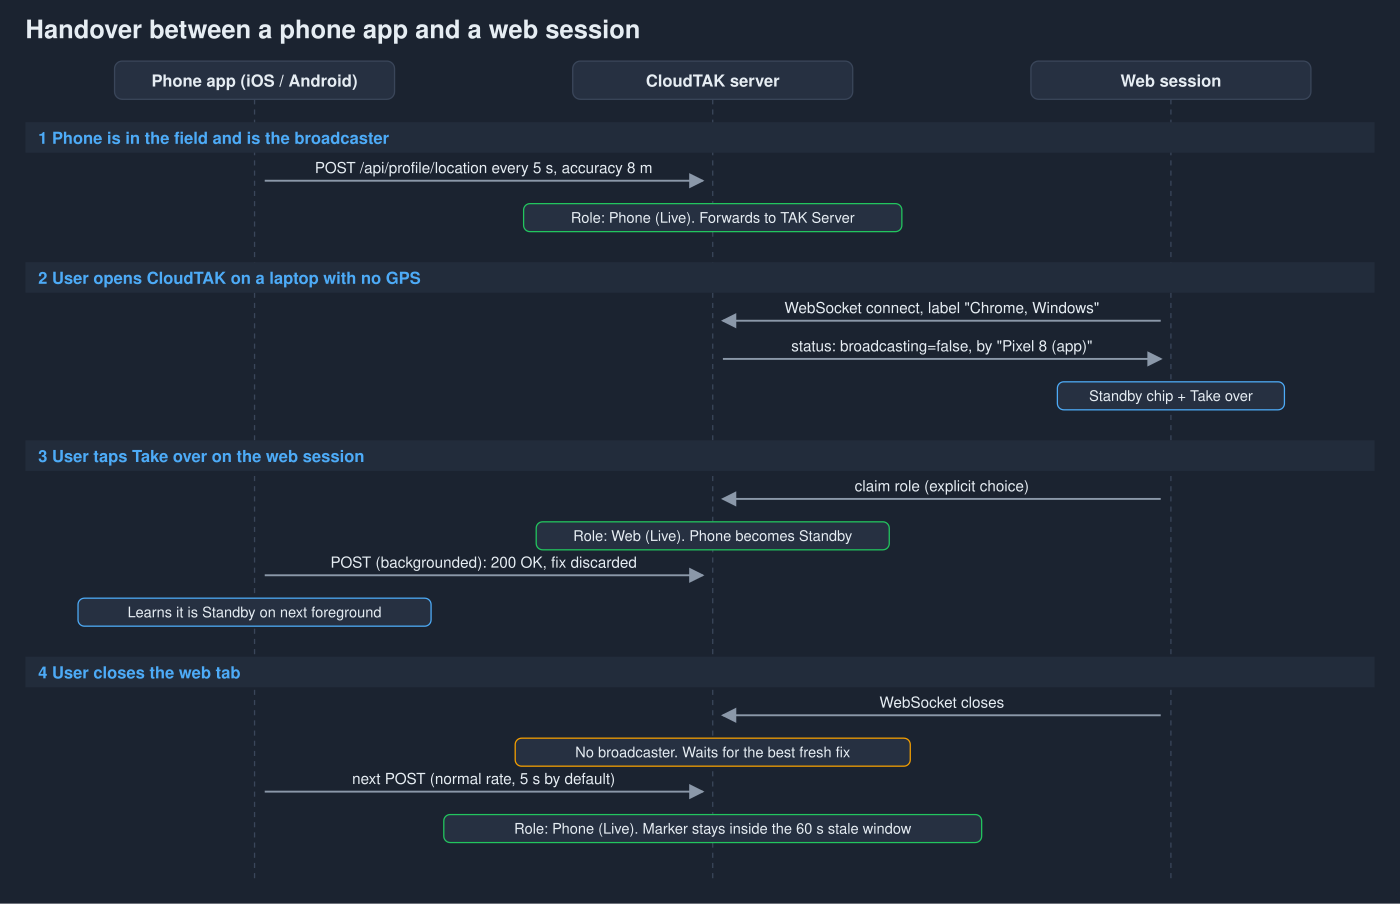 Handover between a phone app and a web session
Phone app (iOS / Android)
CloudTAK server
Web session
1 Phone is in the field and is the broadcaster
POST /api/profile/location every 5 s, accuracy 8 m
Role: Phone (Live). Forwards to TAK Server
2 User opens CloudTAK on a laptop with no GPS
WebSocket connect, label "Chrome, Windows"
status: broadcasting=false, by "Pixel 8 (app)"
Standby chip + Take over
3 User taps Take over on the web session
claim role (explicit choice)
Role: Web (Live). Phone becomes Standby
POST (backgrounded): 200 OK, fix discarded
Learns it is Standby on next foreground
4 User closes the web tab
WebSocket closes
No broadcaster. Waits for the best fresh fix
next POST (normal rate, 5 s by default)
Role: Phone (Live). Marker stays inside the 60 s stale window